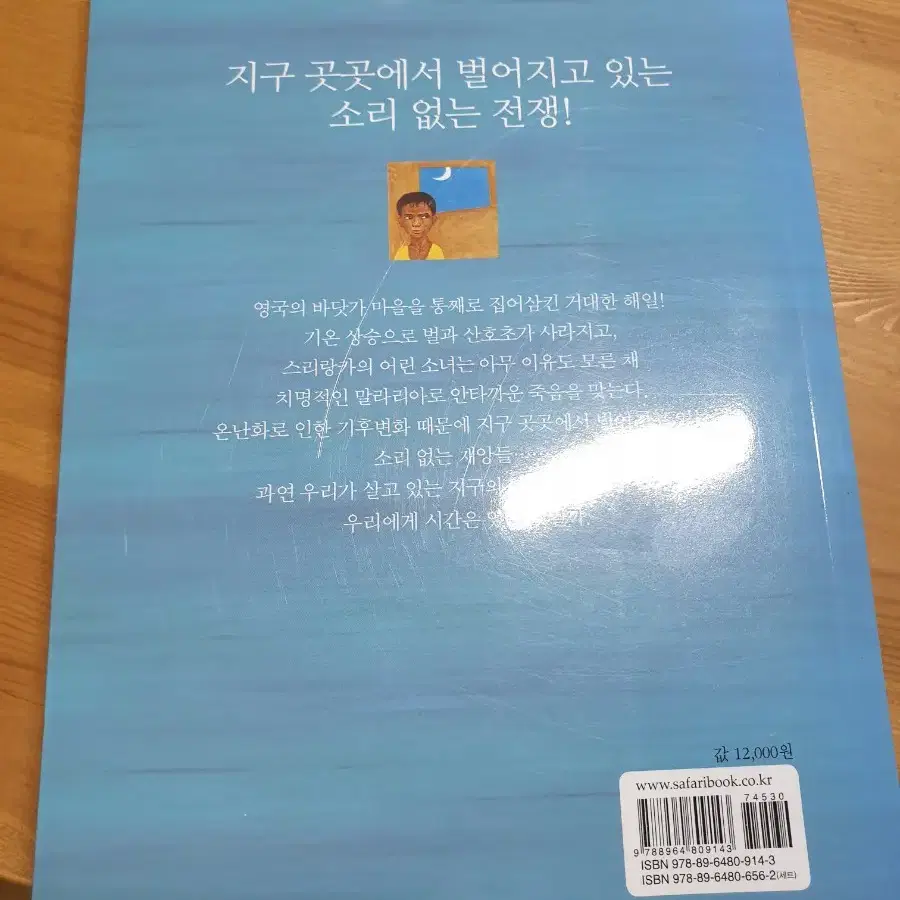 지구 곳곳에서 벌어지고 있는
소리 없는 전쟁!
영국의 바닷가 마을을 통째로 집어삼킨 거대한 해일!
기온 상승으로 벌과 산호초가 사라지고,
스리랑카의 어린 소녀는 아무 이유도 모른 채
치명적인 말라리아로 안타까운 죽음을 맞는다.
온난화로 인한 기후변화 때문에 지구 곳곳에서
소리 없는 재앙들……
과연 우리가 살고 있는 지구의
우리에게 시간은
값 12,000원
www.safaribook.co.kr
74530
9 788964 809143
ISBN 978-89-6480-914-3
ISBN 978-89-6480-656-2(세트)